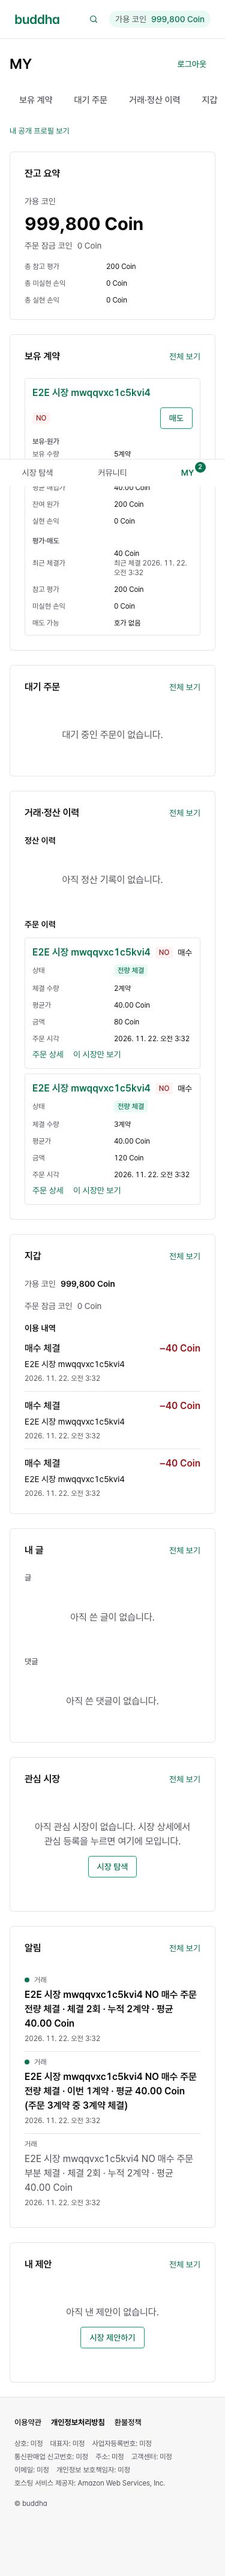 buddha
가용 코인 999,800 Coin
MY
로그아웃
보유 계약 대기 주문 거래·정산 이력 지갑
내 공개 프로필 보기
잔고 요약
가용 코인
999,800 Coin
주문 잠금 코인 0 Coin
총 참고 평가 200 Coin
총 미실현 손익 0 Coin
총 실현 손익 0 Coin
보유 계약 전체 보기
E2E 시장 mwqqvxc1c5kvi4
NO 매도
보유·원가
보유 수량 5계약
시장 탐색 커뮤니티 MY 2
평균 매입가 40.00 Coin
잔여 원가 200 Coin
실현 손익 0 Coin
평가·매도
최근 체결가 40 Coin
최근 체결 2026. 11. 22.
오전 3:32
참고 평가 200 Coin
미실현 손익 0 Coin
매도 가능 호가 없음
대기 주문 전체 보기
대기 중인 주문이 없습니다.
거래·정산 이력 전체 보기
정산 이력
아직 정산 기록이 없습니다.
주문 이력
E2E 시장 mwqqvxc1c5kvi4 NO 매수
상태 전량 체결
체결 수량 2계약
평균가 40.00 Coin
금액 80 Coin
주문 시각 2026. 11. 22. 오전 3:32
주문 상세 이 시장만 보기
E2E 시장 mwqqvxc1c5kvi4 NO 매수
상태 전량 체결
체결 수량 3계약
평균가 40.00 Coin
금액 120 Coin
주문 시각 2026. 11. 22. 오전 3:32
주문 상세 이 시장만 보기
지갑 전체 보기
가용 코인 999,800 Coin
주문 잠금 코인 0 Coin
이용 내역
매수 체결 −40 Coin
E2E 시장 mwqqvxc1c5kvi4
2026. 11. 22. 오전 3:32
매수 체결 −40 Coin
E2E 시장 mwqqvxc1c5kvi4
2026. 11. 22. 오전 3:32
매수 체결 −40 Coin
E2E 시장 mwqqvxc1c5kvi4
2026. 11. 22. 오전 3:32
내 글 전체 보기
글
아직 쓴 글이 없습니다.
댓글
아직 쓴 댓글이 없습니다.
관심 시장 전체 보기
아직 관심 시장이 없습니다. 시장 상세에서
관심 등록을 누르면 여기에 모입니다.
시장 탐색
알림 전체 보기
거래
E2E 시장 mwqqvxc1c5kvi4 NO 매수 주문
전량 체결 · 체결 2회 · 누적 2계약 · 평균
40.00 Coin
2026. 11. 22. 오전 3:32
거래
E2E 시장 mwqqvxc1c5kvi4 NO 매수 주문
전량 체결 · 이번 1계약 · 평균 40.00 Coin
(주문 3계약 중 3계약 체결)
2026. 11. 22. 오전 3:32
거래
E2E 시장 mwqqvxc1c5kvi4 NO 매수 주문
부분 체결 · 체결 2회 · 누적 2계약 · 평균
40.00 Coin
2026. 11. 22. 오전 3:32
내 제안 전체 보기
아직 낸 제안이 없습니다.
시장 제안하기
이용약관 개인정보처리방침 환불정책
상호: 미정 대표자: 미정 사업자등록번호: 미정
통신판매업 신고번호: 미정 주소: 미정 고객센터: 미정
이메일: 미정 개인정보 보호책임자: 미정
호스팅 서비스 제공자: Amazon Web Services, Inc.
© buddha